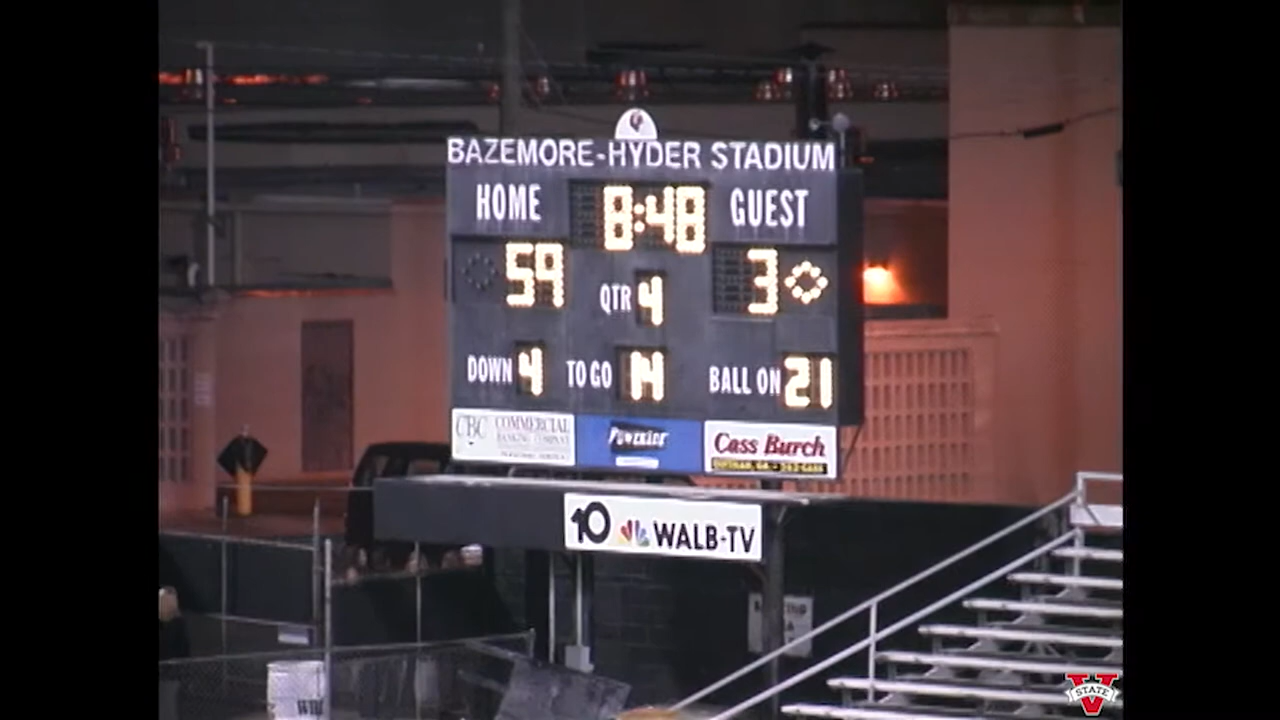 BAZEMORE-HYDER STADIUM
HOME 8:48 GUEST
59 QTR 4 3
DOWN 4 TO GO 14 BALL ON 21
CBC COMMERCIAL
BANKING COMPANY
POWERADE
Cass Burch
10 WALB-TV
V STATE